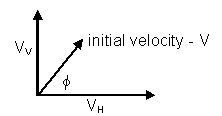 V_V
initial velocity - V
ϕ
V_H